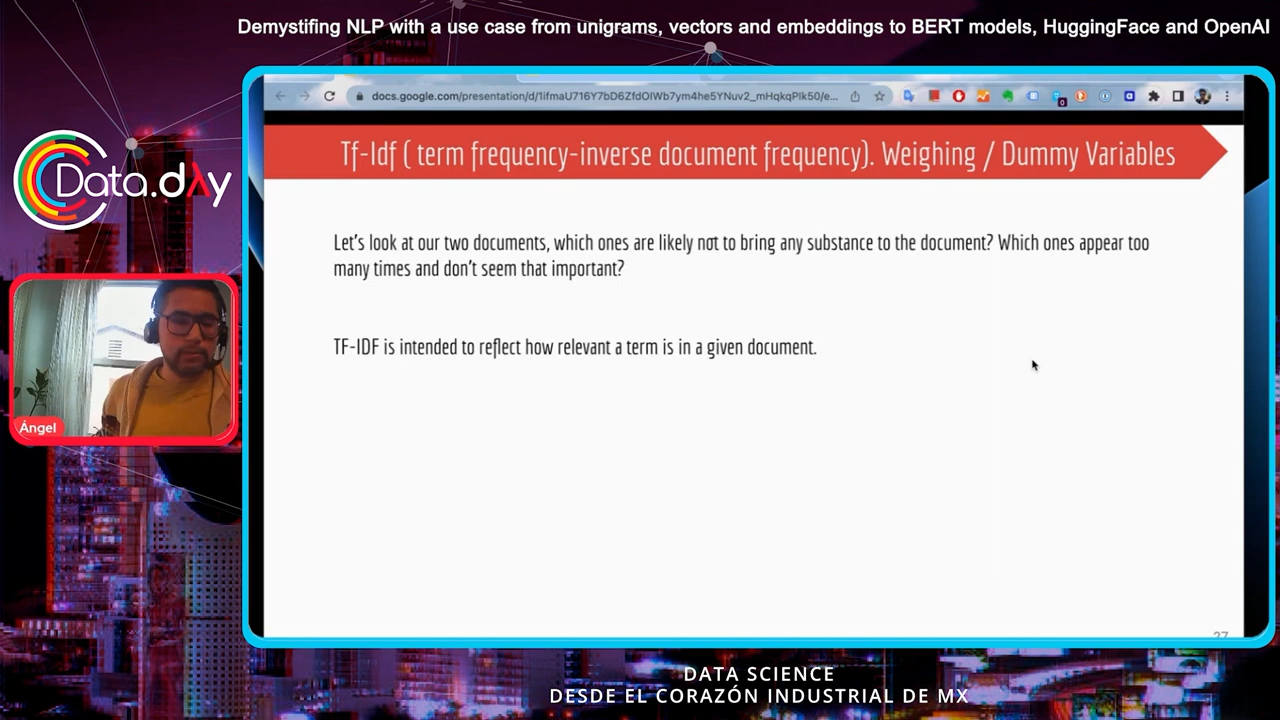 Demystifing NLP with a use case from unigrams, vectors and embeddings to BERT models, HuggingFace and OpenAI
docs.google.com/presentation/d/1ifmaU716Y7bD6ZfdOIWb7ym4he5YNuv2_mHqkqPlk50/e...
0
Data.day
Tf-Idf ( term frequency-inverse document frequency). Weighing / Dummy Variables
Let's look at our two documents, which ones are likely not to bring any substance to the document? Which ones appear too
many times and don't seem that important?
TF-IDF is intended to reflect how relevant a term is in a given document.
Ángel
27
DATA SCIENCE
DESDE EL CORAZÓN INDUSTRIAL DE MX